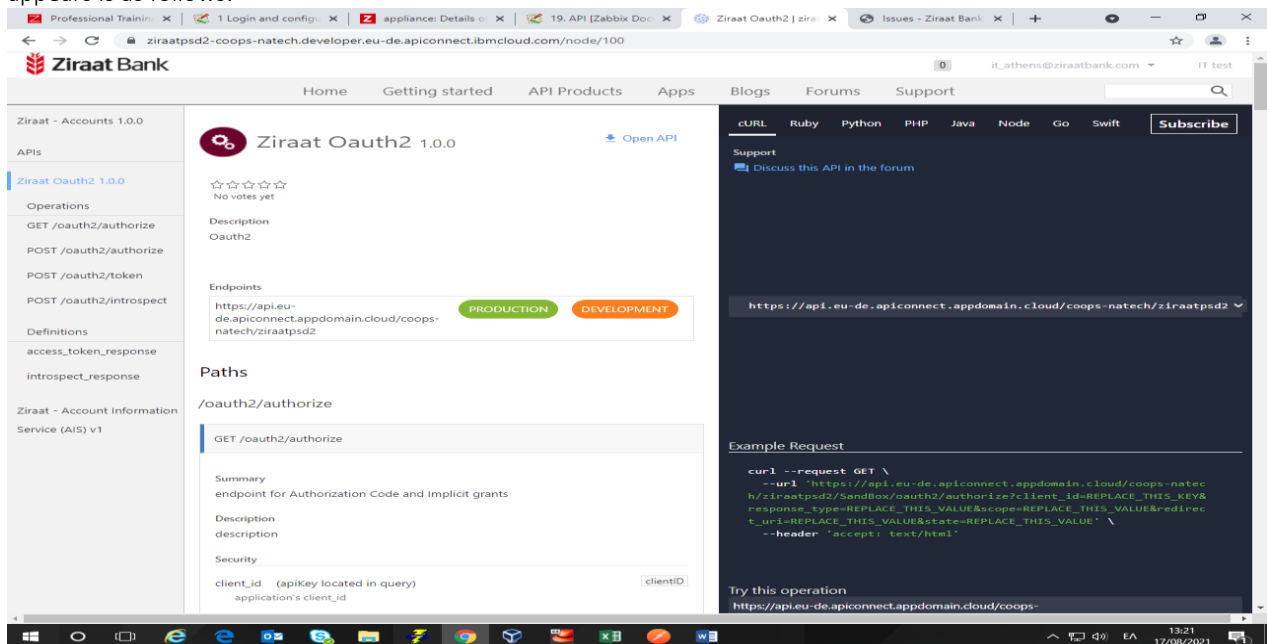 Professional Training
1 Login and configu
appliance: Details o
19. API [Zabbix Doc
Ziraat Oauth2 | zira
Issues - Ziraat Bank
ziraatpsd2-coops-natech.developer.eu-de.apiconnect.ibmcloud.com/node/100
Ziraat Bank
0
it_athens@ziraatbank.com
IT test
Home Getting started API Products Apps Blogs Forums Support
Ziraat - Accounts 1.0.0
APIs
Ziraat Oauth2 1.0.0
Operations
GET /oauth2/authorize
POST /oauth2/authorize
POST /oauth2/token
POST /oauth2/introspect
Definitions
access_token_response
introspect_response
Ziraat - Account Information
Service (AIS) v1
Ziraat Oauth2 1.0.0
Open API
No votes yet
Description
Oauth2
Endpoints
https://api.eu-
de.apiconnect.appdomain.cloud/coops-
natech/ziraatpsd2
PRODUCTION DEVELOPMENT
Paths
/oauth2/authorize
GET /oauth2/authorize
Summary
endpoint for Authorization Code and Implicit grants
Description
description
Security
client_id (apiKey located in query)
clientID
application's client_id
cURL Ruby Python PHP Java Node Go Swift Subscribe
Support
Discuss this API in the forum
https://api.eu-de.apiconnect.appdomain.cloud/coops-natech/ziraatpsd2
Example Request
curl --request GET \
--url 'https://api.eu-de.apiconnect.appdomain.cloud/coops-natec
h/ziraatpsd2/SandBox/oauth2/authorize?client_id=REPLACE_THIS_KEY&
response_type=REPLACE_THIS_VALUE&scope=REPLACE_THIS_VALUE&redirec
t_uri=REPLACE_THIS_VALUE&state=REPLACE_THIS_VALUE' \
--header 'accept: text/html'
Try this operation
https://api.eu-de.apiconnect.appdomain.cloud/coops-
ΕΛ
13:21
17/08/2021